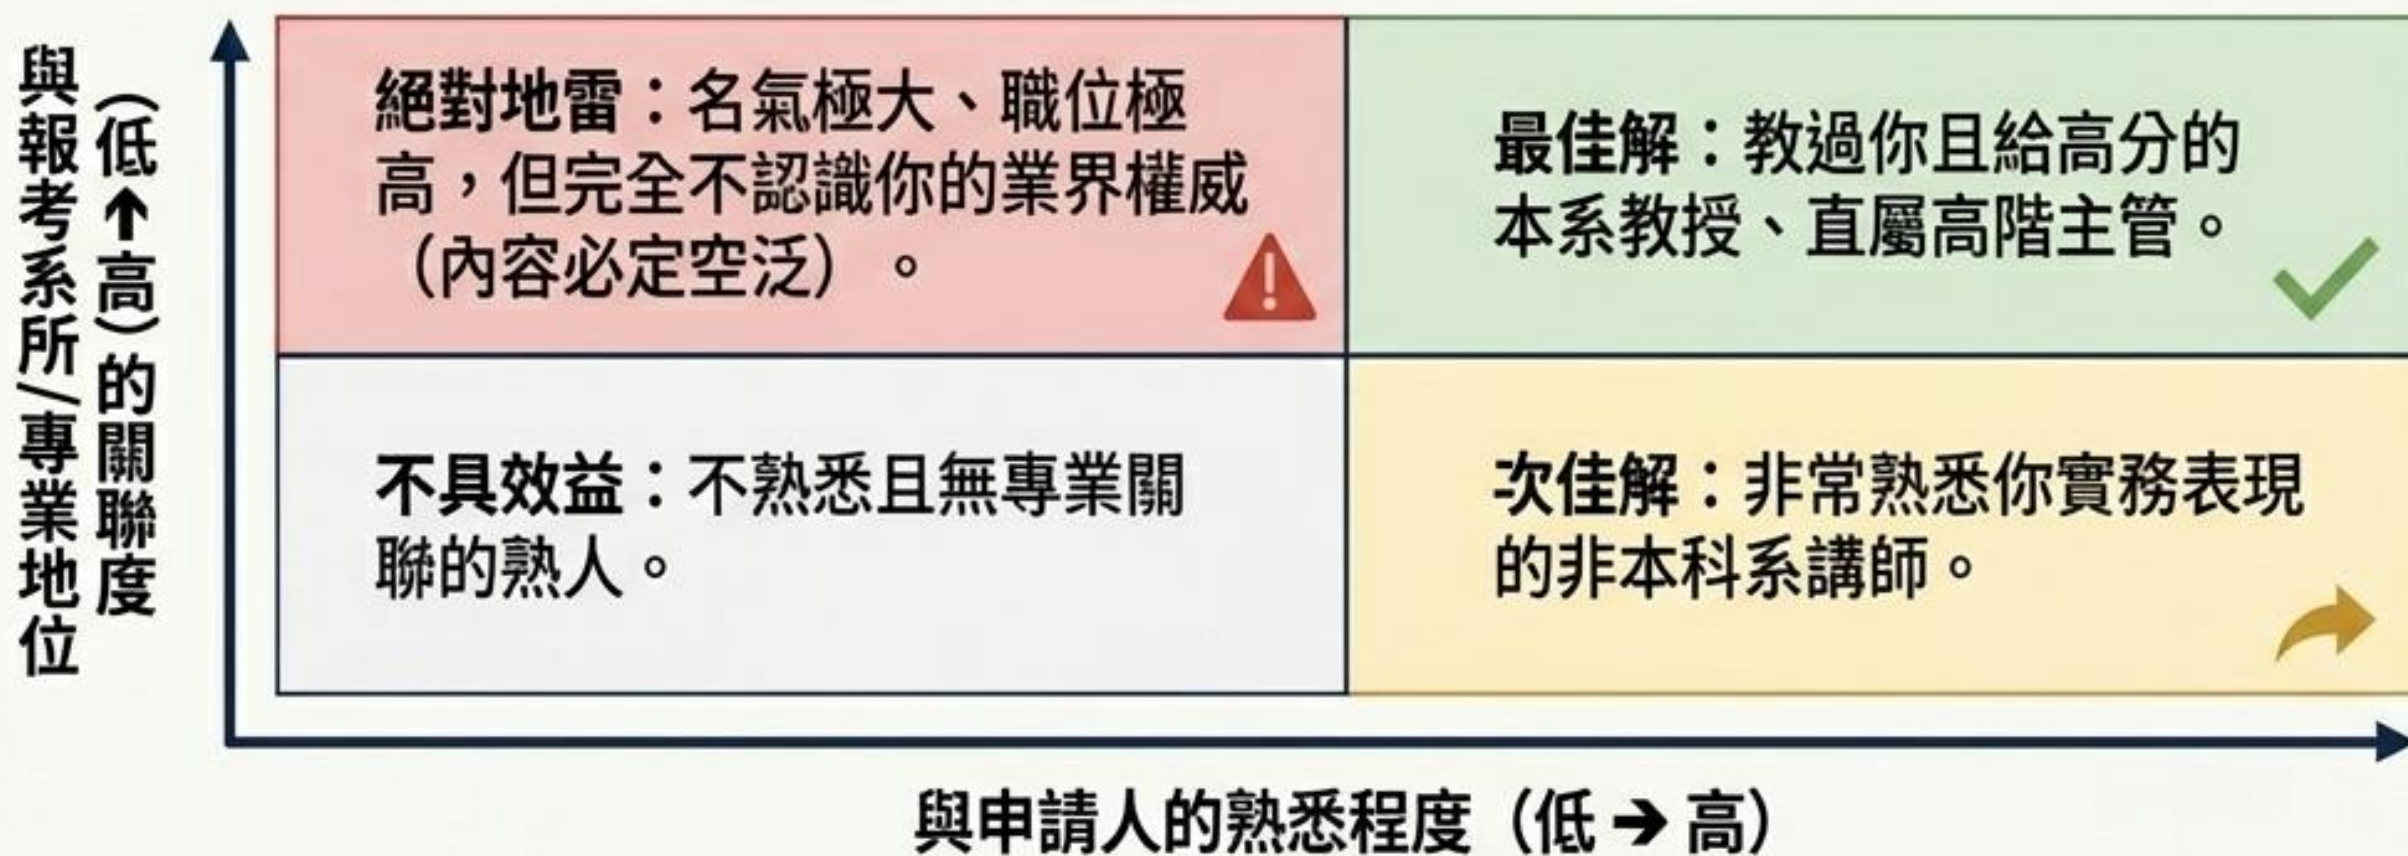 與報考系所/專業地位
(低↑高)的關聯度
絕對地雷：名氣極大、職位極
高，但完全不認識你的業界權威
（內容必定空泛）。
最佳解：教過你且給高分的
本系教授、直屬高階主管。
不具效益：不熟悉且無專業關
聯的熟人。
次佳解：非常熟悉你實務表現
的非本科系講師。
與申請人的熟悉程度（低 ➔ 高）